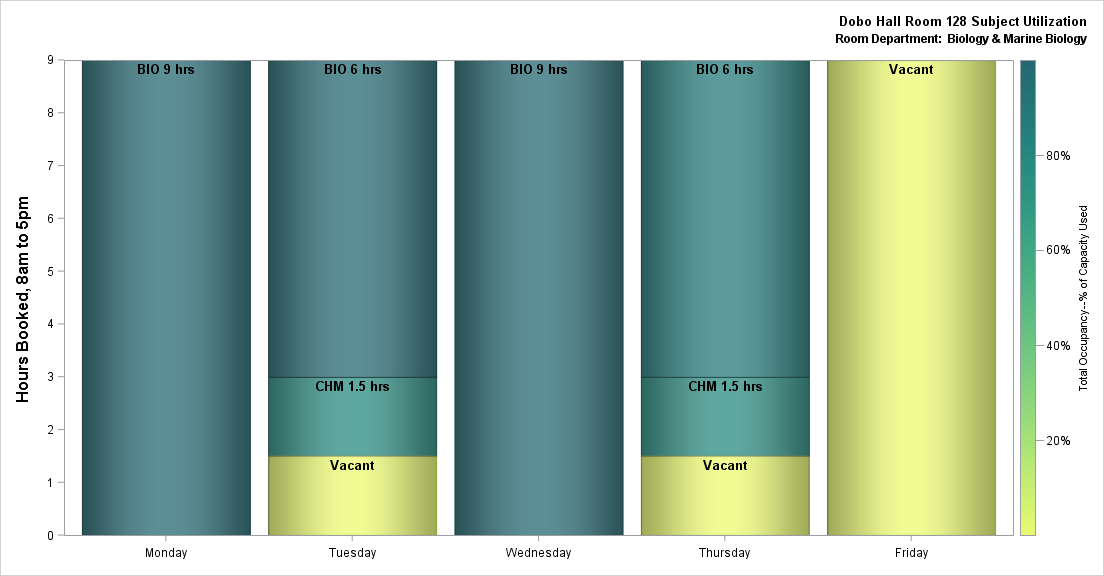 Dobo Hall Room 128 Subject Utilization
Room Department: Biology & Marine Biology
Hours Booked, 8am to 5pm
9
8
7
6
5
4
3
2
1
0
BIO 9 hrs
BIO 6 hrs
CHM 1.5 hrs
Vacant
BIO 9 hrs
BIO 6 hrs
CHM 1.5 hrs
Vacant
Vacant
Monday
Tuesday
Wednesday
Thursday
Friday
80%
60%
40%
20%
Total Occupancy--% of Capacity Used